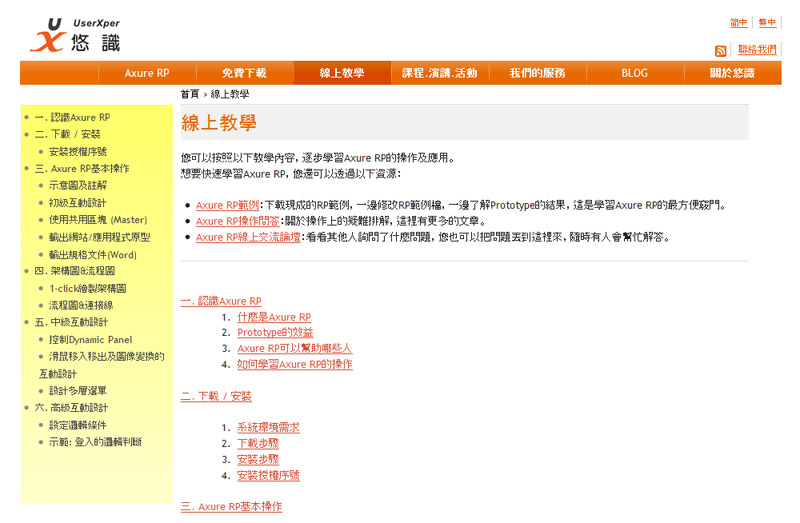 UserXper
悠識
简中
繁中
聯絡我們
Axure RP
免費下載
線上教學
課程.演講.活動
我們的服務
BLOG
關於悠識
首頁 > 線上教學
一. 認識Axure RP
二. 下載 / 安裝
安裝授權序號
三. Axure RP基本操作
示意圖及註解
初級互動設計
使用共用區塊 (Master)
輸出網站/應用程式原型
輸出規格文件(Word)
四. 架構圖&流程圖
1-click繪製架構圖
流程圖&連接線
五. 中級互動設計
控制Dynamic Panel
滑鼠移入移出及圖像變換的
互動設計
設計多層選單
六. 高級互動設計
設定邏輯條件
示範: 登入的邏輯判斷
線上教學
您可以按照以下教學內容, 逐步學習Axure RP的操作及應用。
想要快速學習Axure RP, 您還可以透過以下資源:
Axure RP範例: 下載現成的RP範例, 一邊修改RP範例檔, 一邊了解Prototype的結果, 這是學習Axure RP的最方便竅門。
Axure RP操作問答: 關於操作上的疑難排解, 這裡有更多的文章。
Axure RP線上交流論壇: 看看其他人詢問了什麼問題, 您也可以把問題丟到這裡來, 隨時有人會幫忙解答。
一. 認識Axure RP
1. 什麼是Axure RP
2. Prototype的效益
3. Axure RP可以幫助哪些人
4. 如何學習Axure RP的操作
二. 下載 / 安裝
1. 系統環境需求
2. 下載步驟
3. 安裝步驟
4. 安裝授權序號
三. Axure RP基本操作